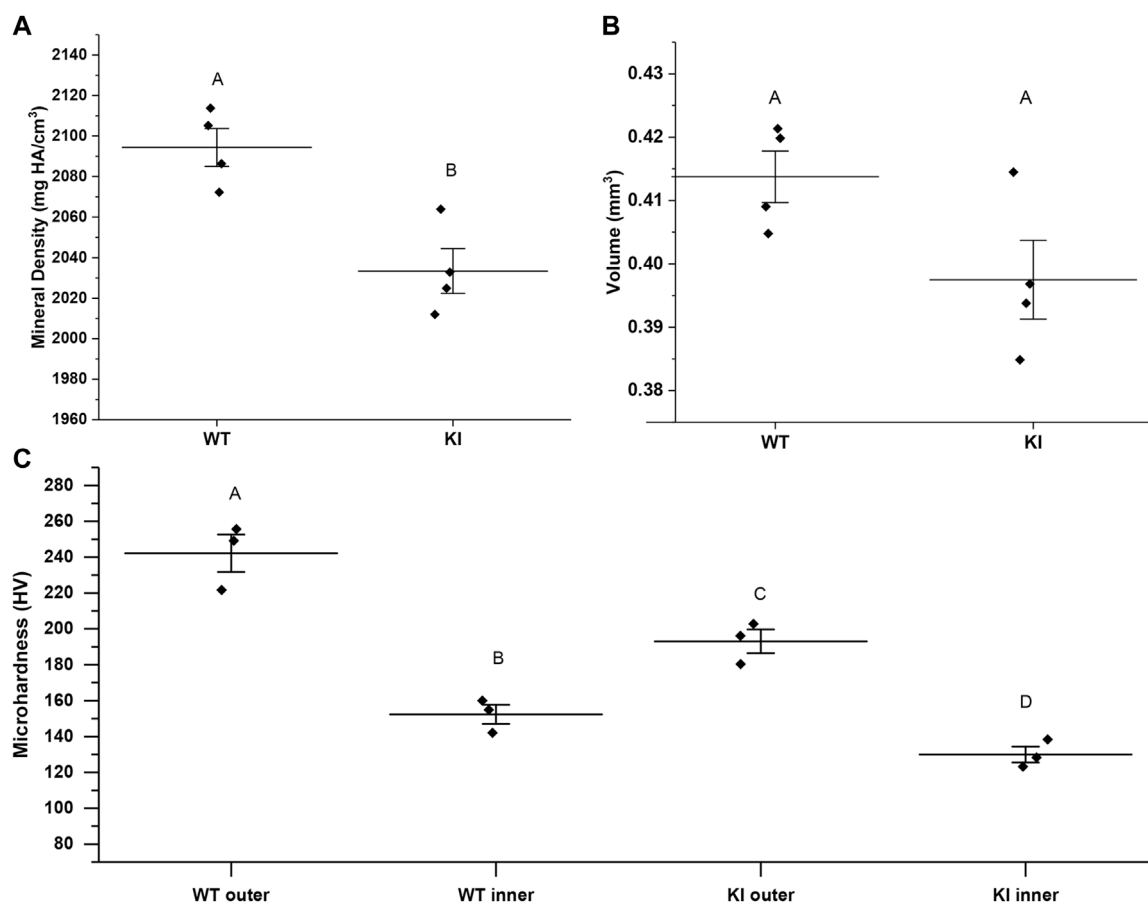 A
Mineral Density (mg HA/cm³)
2140
2120
2100
2080
2060
2040
2020
2000
1980
1960
A
B
WT
KI
B
Volume (mm³)
0.43
0.42
0.41
0.40
0.39
0.38
A
A
WT
KI
C
Microhardness (HV)
280
260
240
220
200
180
160
140
120
100
80
A
B
C
D
WT outer
WT inner
KI outer
KI inner